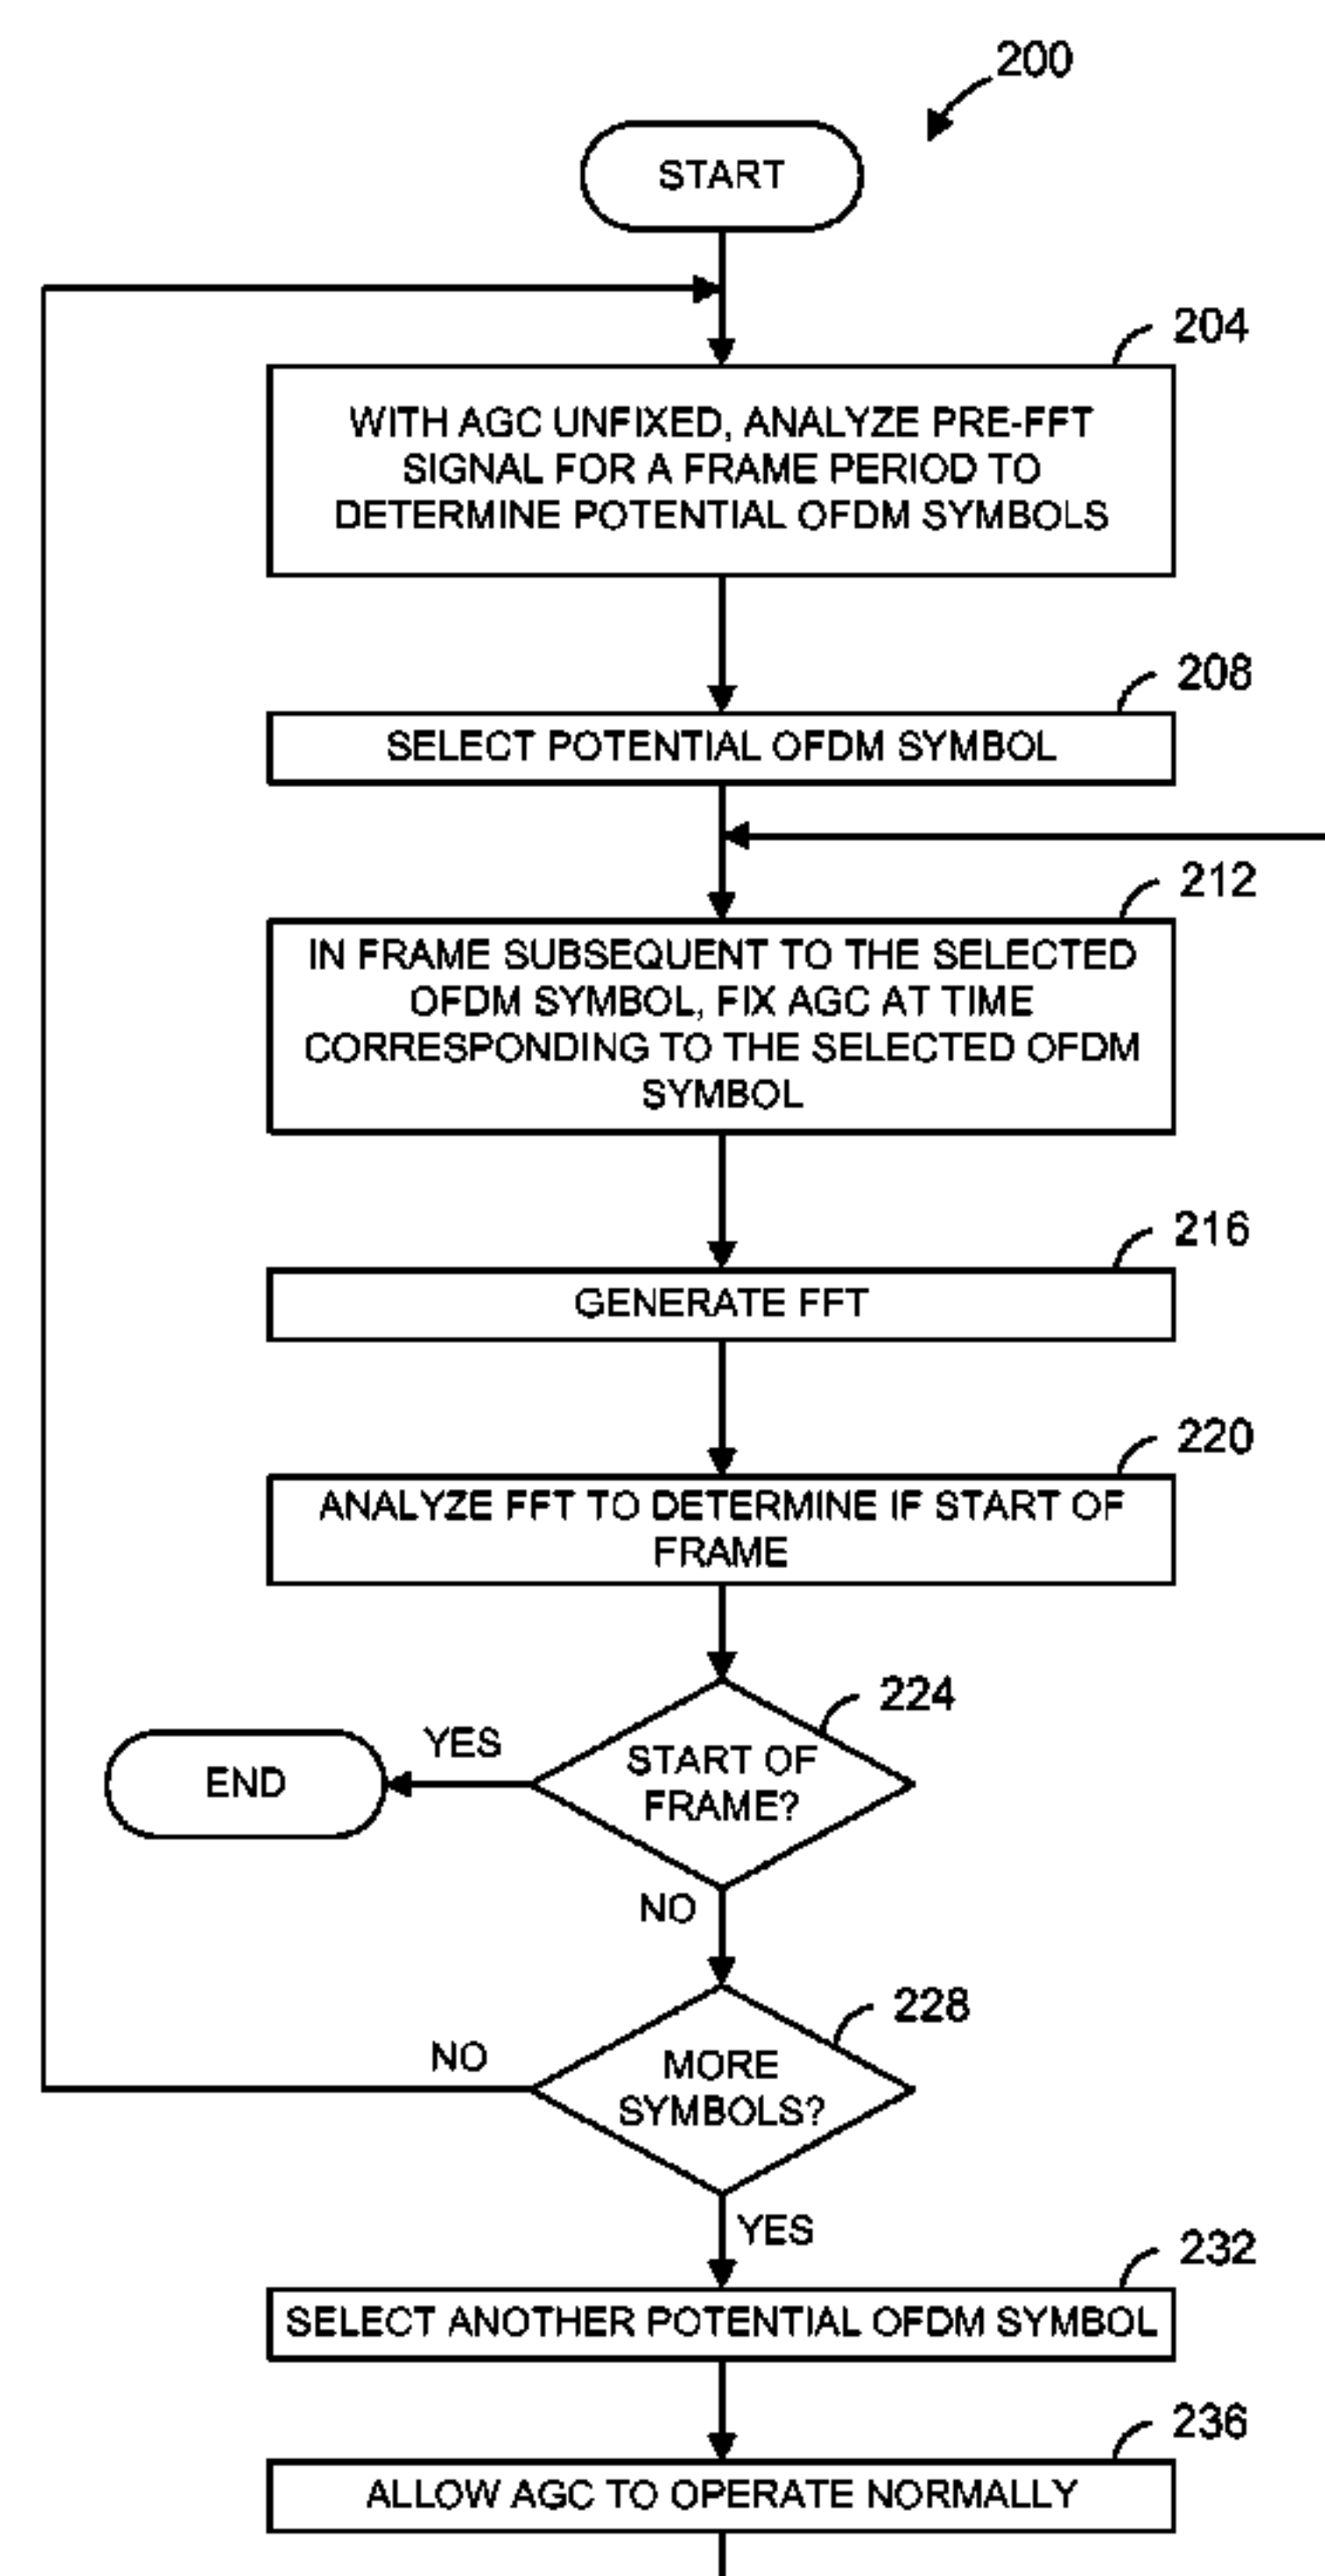 200
START
204
WITH AGC UNFIXED, ANALYZE PRE-FFT
SIGNAL FOR A FRAME PERIOD TO
DETERMINE POTENTIAL OFDM SYMBOLS
208
SELECT POTENTIAL OFDM SYMBOL
212
IN FRAME SUBSEQUENT TO THE SELECTED
OFDM SYMBOL, FIX AGC AT TIME
CORRESPONDING TO THE SELECTED OFDM
SYMBOL
216
GENERATE FFT
220
ANALYZE FFT TO DETERMINE IF START OF
FRAME
224
START OF
FRAME?
YES
END
NO
228
MORE
SYMBOLS?
NO
YES
232
SELECT ANOTHER POTENTIAL OFDM SYMBOL
236
ALLOW AGC TO OPERATE NORMALLY